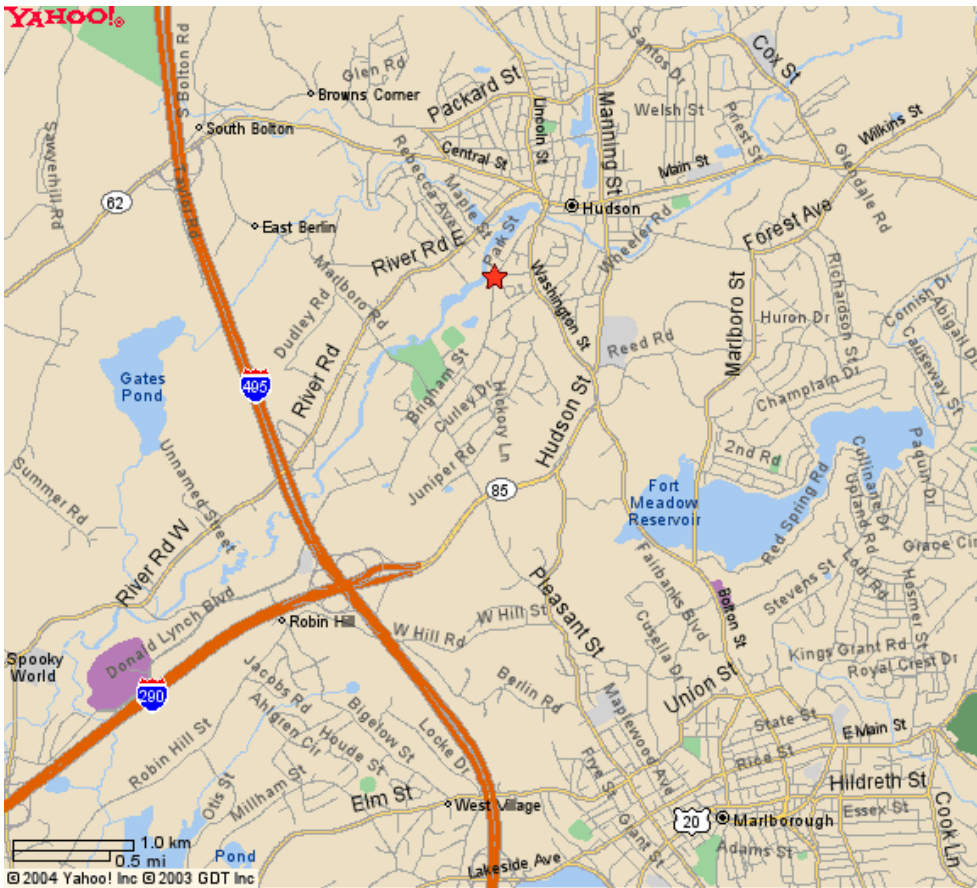 YAHOO!®
S Bolton Rd
Glen Rd
Browns Corner
Packard St
Santos Dr
Cox St
South Bolton
Lincoln St
Manning St
Welsh St
Priest St
Wilkins St
Sawyerhill Rd
Central St
Main St
Glendale Rd
Taylor Rd
62
Rebecca Ave
Maple St
Hudson
East Berlin
River Rd E
Park St
Wheeler Rd
Forest Ave
Marlboro Rd
Washington St
Richardson St
Cornish Dr
Abigail Dr
Dudley Rd
Marlboro St
Huron Dr
Causeway St
River Rd
Reed Rd
Gates
Pond
495
Brigham St
Curley Dr
Hickory Ln
Hudson St
Champlain Dr
Unnamed Street
Juniper Rd
2nd Rd
Paquin Dr
Summer Rd
85
Fort
Meadow
Reservoir
Red Spring Rd
Cullinane Dr
Upland Rd
Grace Cir
River Rd W
Fairbanks Blvd
Lodi Rd
Hosmer St
Donald Lynch Blvd
Pleasant St
Bolton St
Stevens St
Robin Hill
W Hill Rd
W Hill St
Cusella Dr
Kings Grant Rd
Royal Crest Dr
Spooky
World
290
Jacobs Rd
Berlin Rd
Union St
Ahlgren Cir
Bigelow St
Maplewood Ave
State St
E Main St
Robin Hill St
Houde St
Locke Dr
Rice St
Millham St
Otis St
Elm St
West Village
Frye St
Hildreth St
20
Marlborough
Essex St
Cook Ln
1.0 km
0.5 mi
Pond
Lakeside Ave
Grant St
Adams St
© 2004 Yahoo! Inc © 2003 GDT Inc